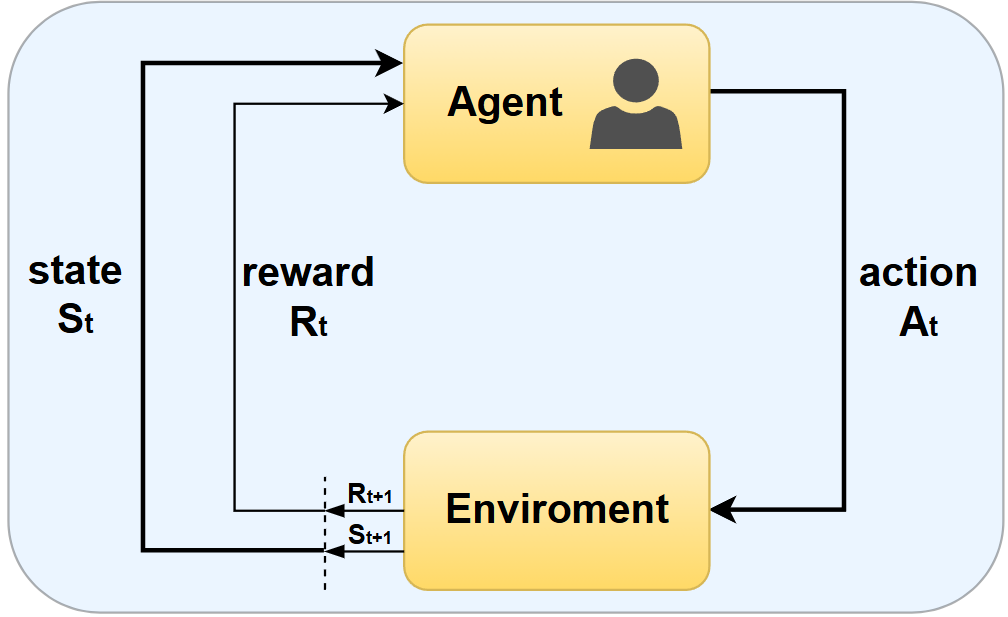 Agent
state
St
reward
Rt
action
At
Rt+1
Enviroment
St+1